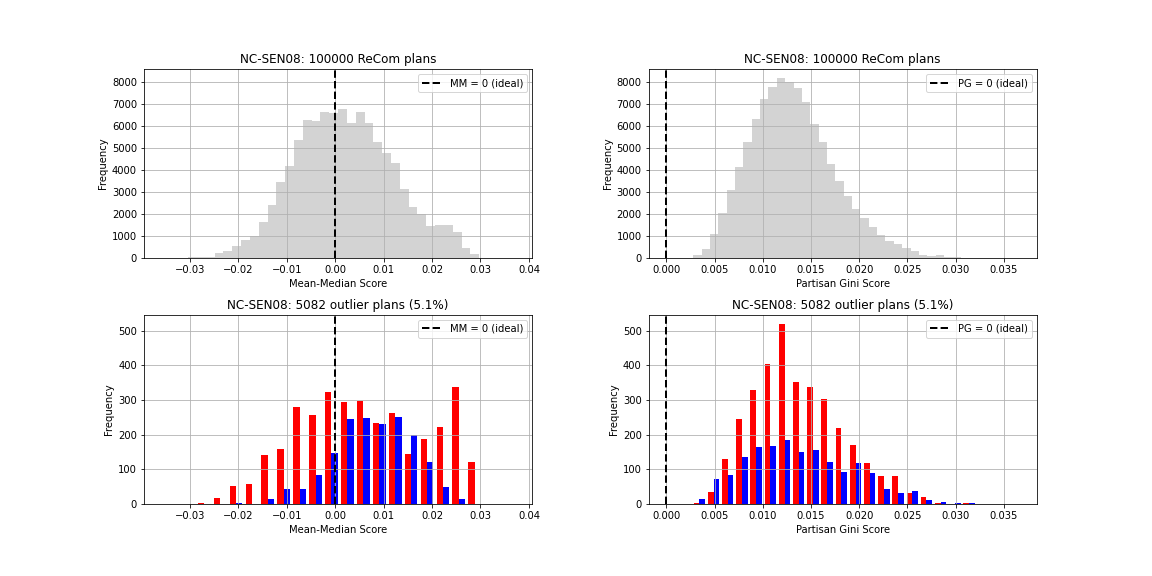 NC-SEN08: 100000 ReCom plans
MM = 0 (ideal)
8000
7000
6000
5000
4000
3000
2000
1000
0
Frequency
−0.03 −0.02 −0.01 0.00 0.01 0.02 0.03 0.04
Mean-Median Score
NC-SEN08: 100000 ReCom plans
PG = 0 (ideal)
8000
7000
6000
5000
4000
3000
2000
1000
0
Frequency
0.000 0.005 0.010 0.015 0.020 0.025 0.030 0.035
Partisan Gini Score
NC-SEN08: 5082 outlier plans (5.1%)
MM = 0 (ideal)
500
400
300
200
100
0
Frequency
−0.03 −0.02 −0.01 0.00 0.01 0.02 0.03 0.04
Mean-Median Score
NC-SEN08: 5082 outlier plans (5.1%)
PG = 0 (ideal)
500
400
300
200
100
0
Frequency
0.000 0.005 0.010 0.015 0.020 0.025 0.030 0.035
Partisan Gini Score